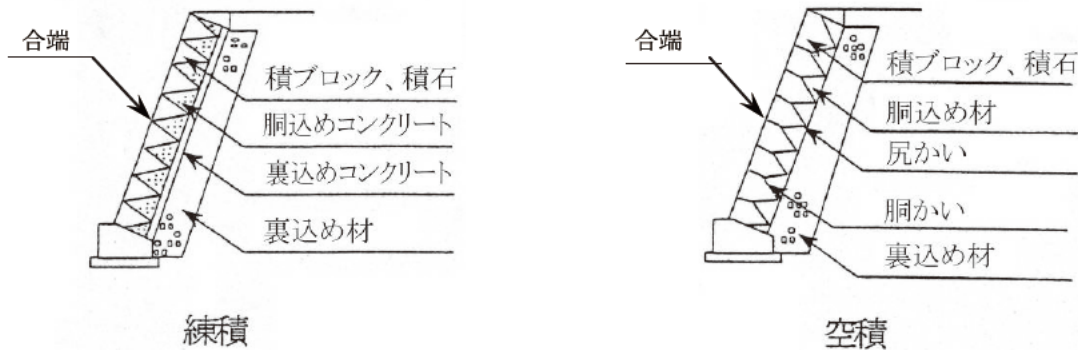 合端
積ブロック、積石
胴込めコンクリート
裏込めコンクリート
裏込め材
練積
合端
積ブロック、積石
胴込め材
尻かい
胴かい
裏込め材
空積